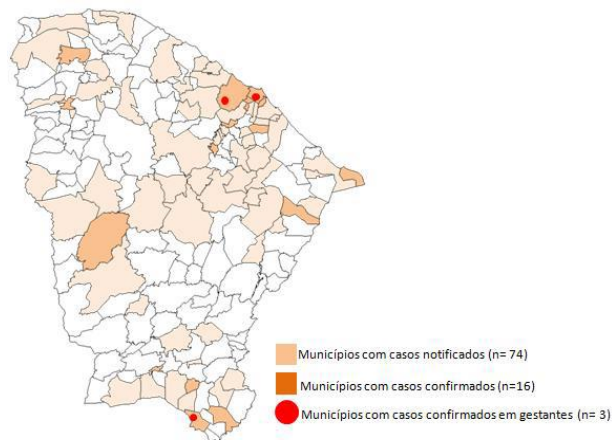 Municípios com casos notificados (n= 74)
Municípios com casos confirmados (n=16)
Municípios com casos confirmados em gestantes (n= 3)